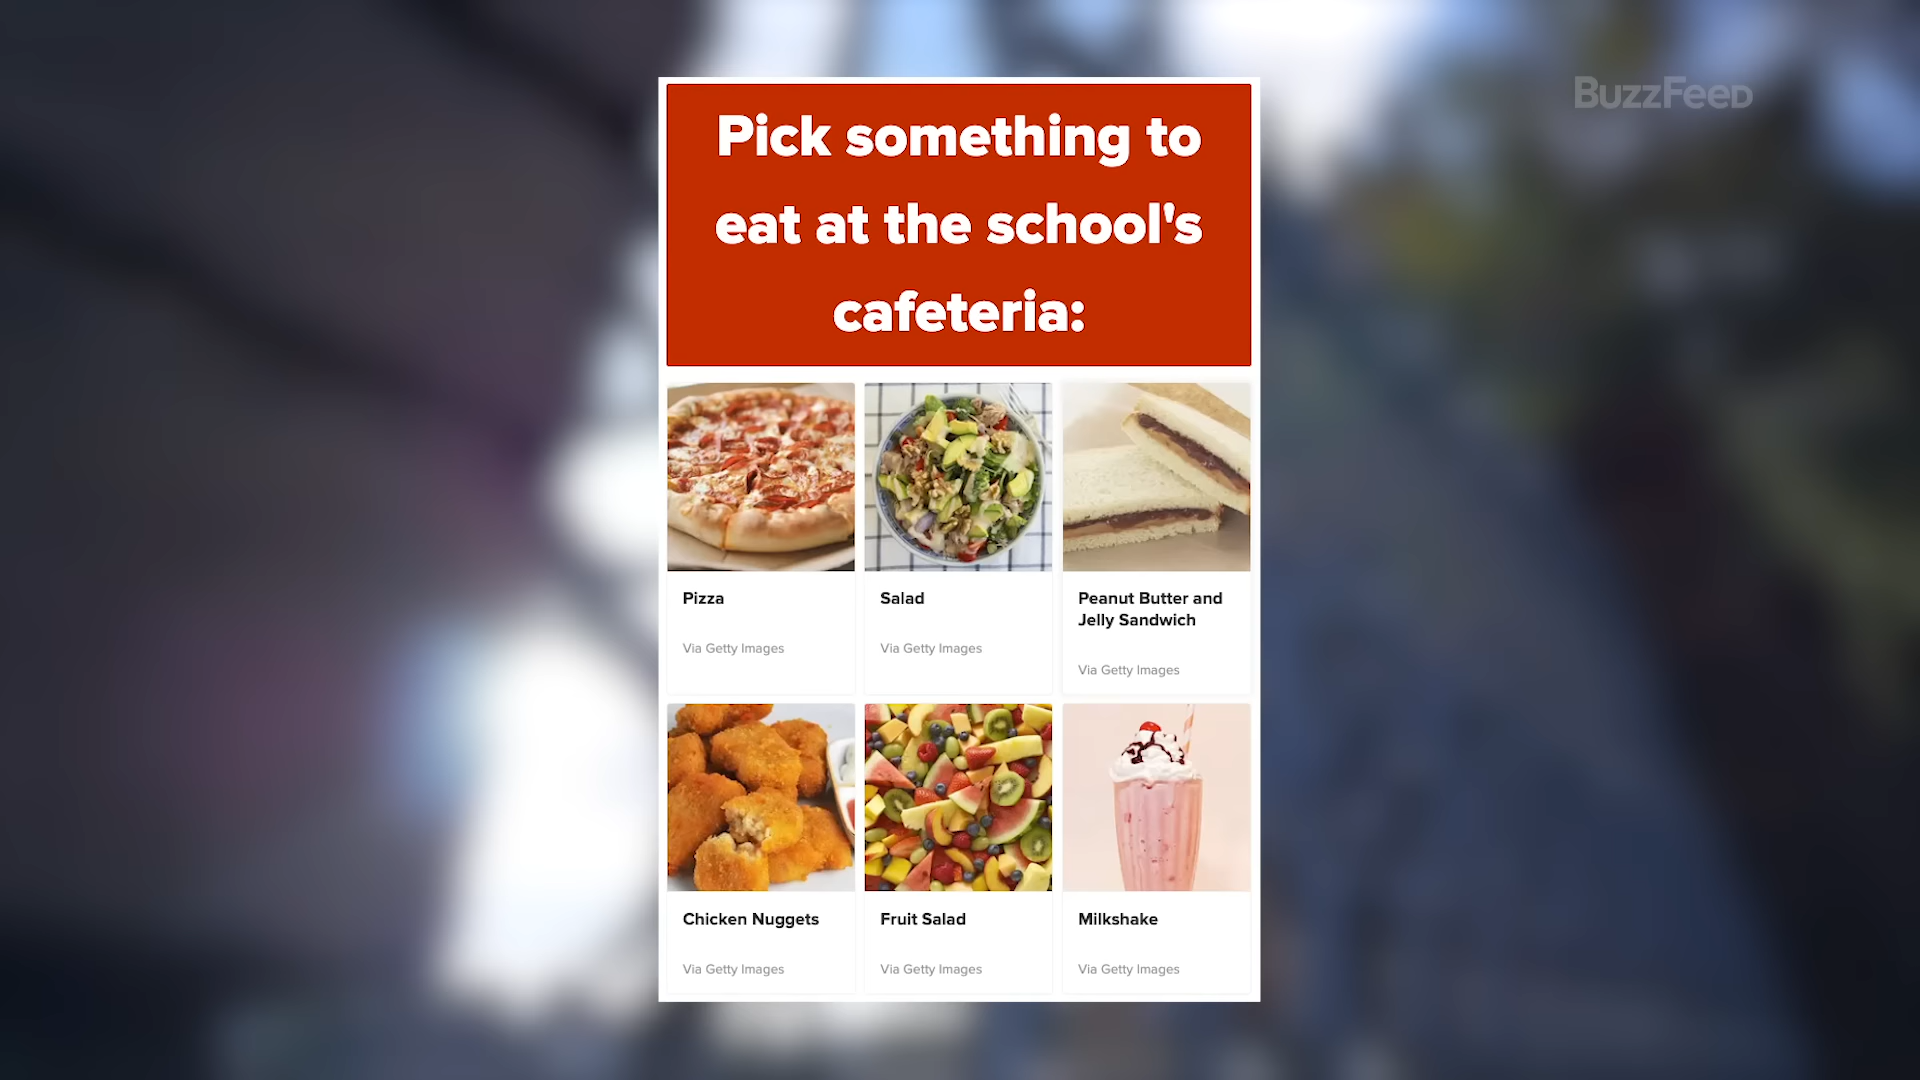 BuzzFeed
Pick something to
eat at the school's
cafeteria:
Pizza
Via Getty Images
Salad
Via Getty Images
Peanut Butter and
Jelly Sandwich
Via Getty Images
Chicken Nuggets
Via Getty Images
Fruit Salad
Via Getty Images
Milkshake
Via Getty Images